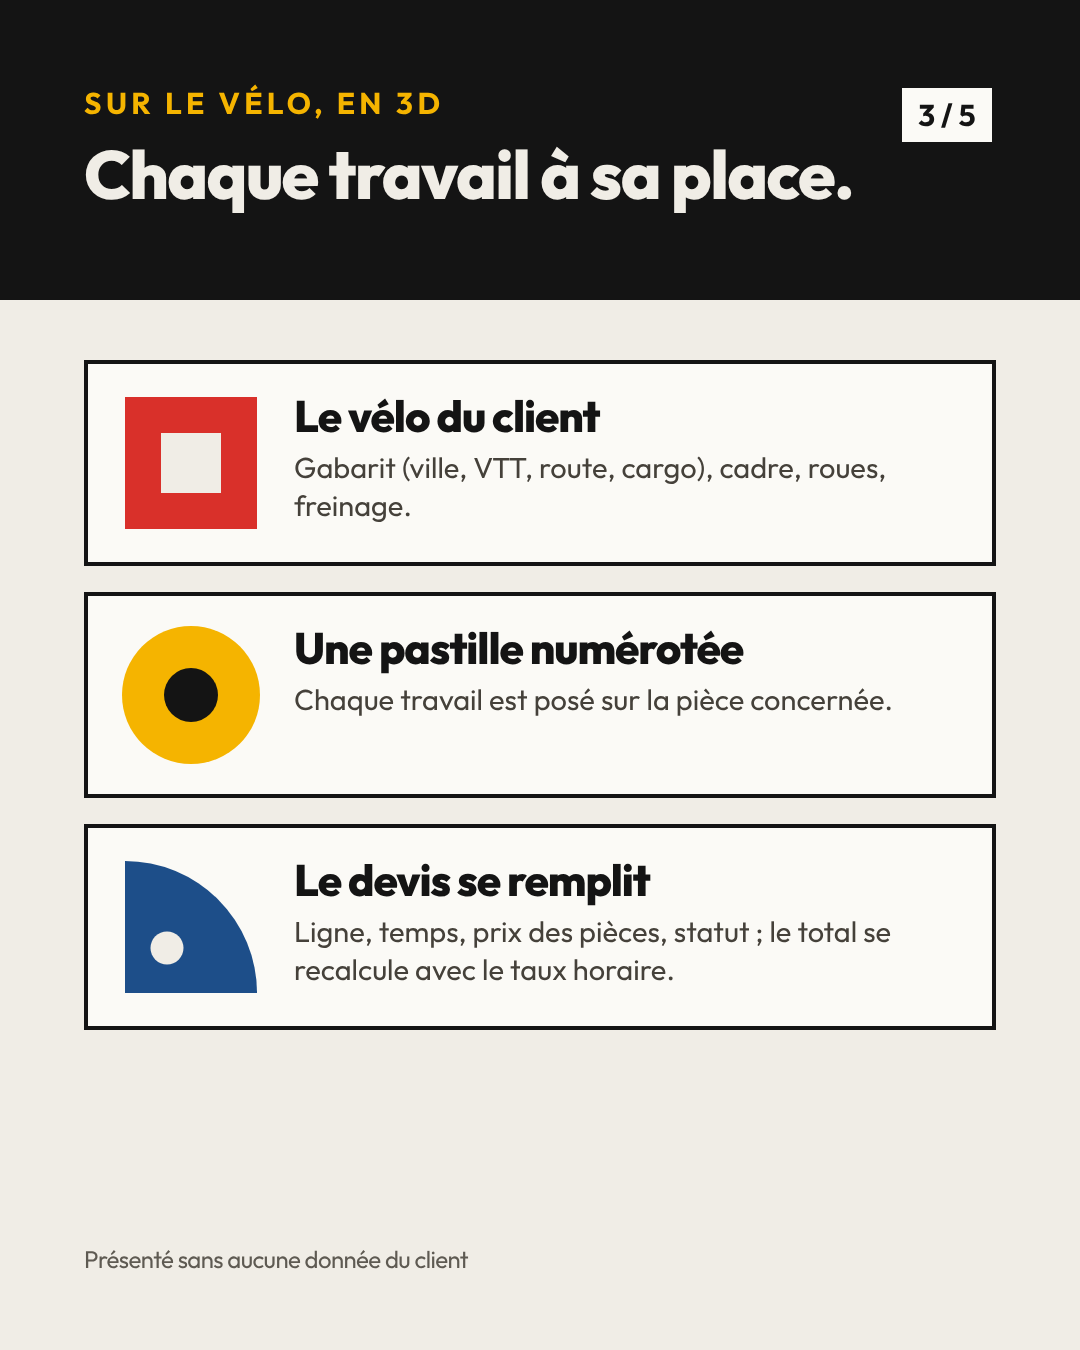 SUR LE VÉLO, EN 3D
3 / 5
Chaque travail à sa place.
Le vélo du client
Gabarit (ville, VTT, route, cargo), cadre, roues,
freinage.
Une pastille numérotée
Chaque travail est posé sur la pièce concernée.
Le devis se remplit
Ligne, temps, prix des pièces, statut ; le total se
recalcule avec le taux horaire.
Présenté sans aucune donnée du client